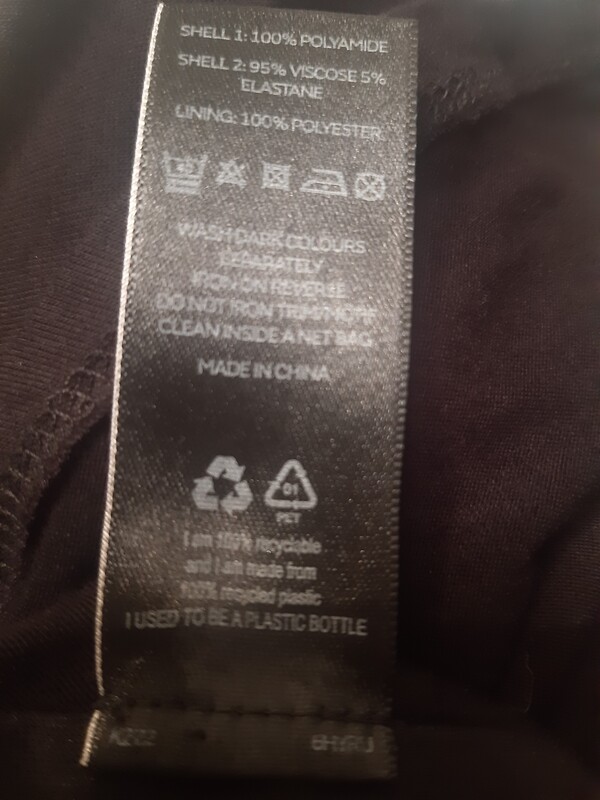 SHELL 1: 100% POLYAMIDE
SHELL 2: 95% VISCOSE 5%
ELASTANE
LINING: 100% POLYESTER
WASH DARK COLOURS
SEPARATELY
IRON ON REVERSE
DO NOT IRON TRIM/MOTIF
CLEAN INSIDE A NET BAG
MADE IN CHINA
01
PET
I am 100% recyclable
and I am made from
100% recycled plastic
I USED TO BE A PLASTIC BOTTLE